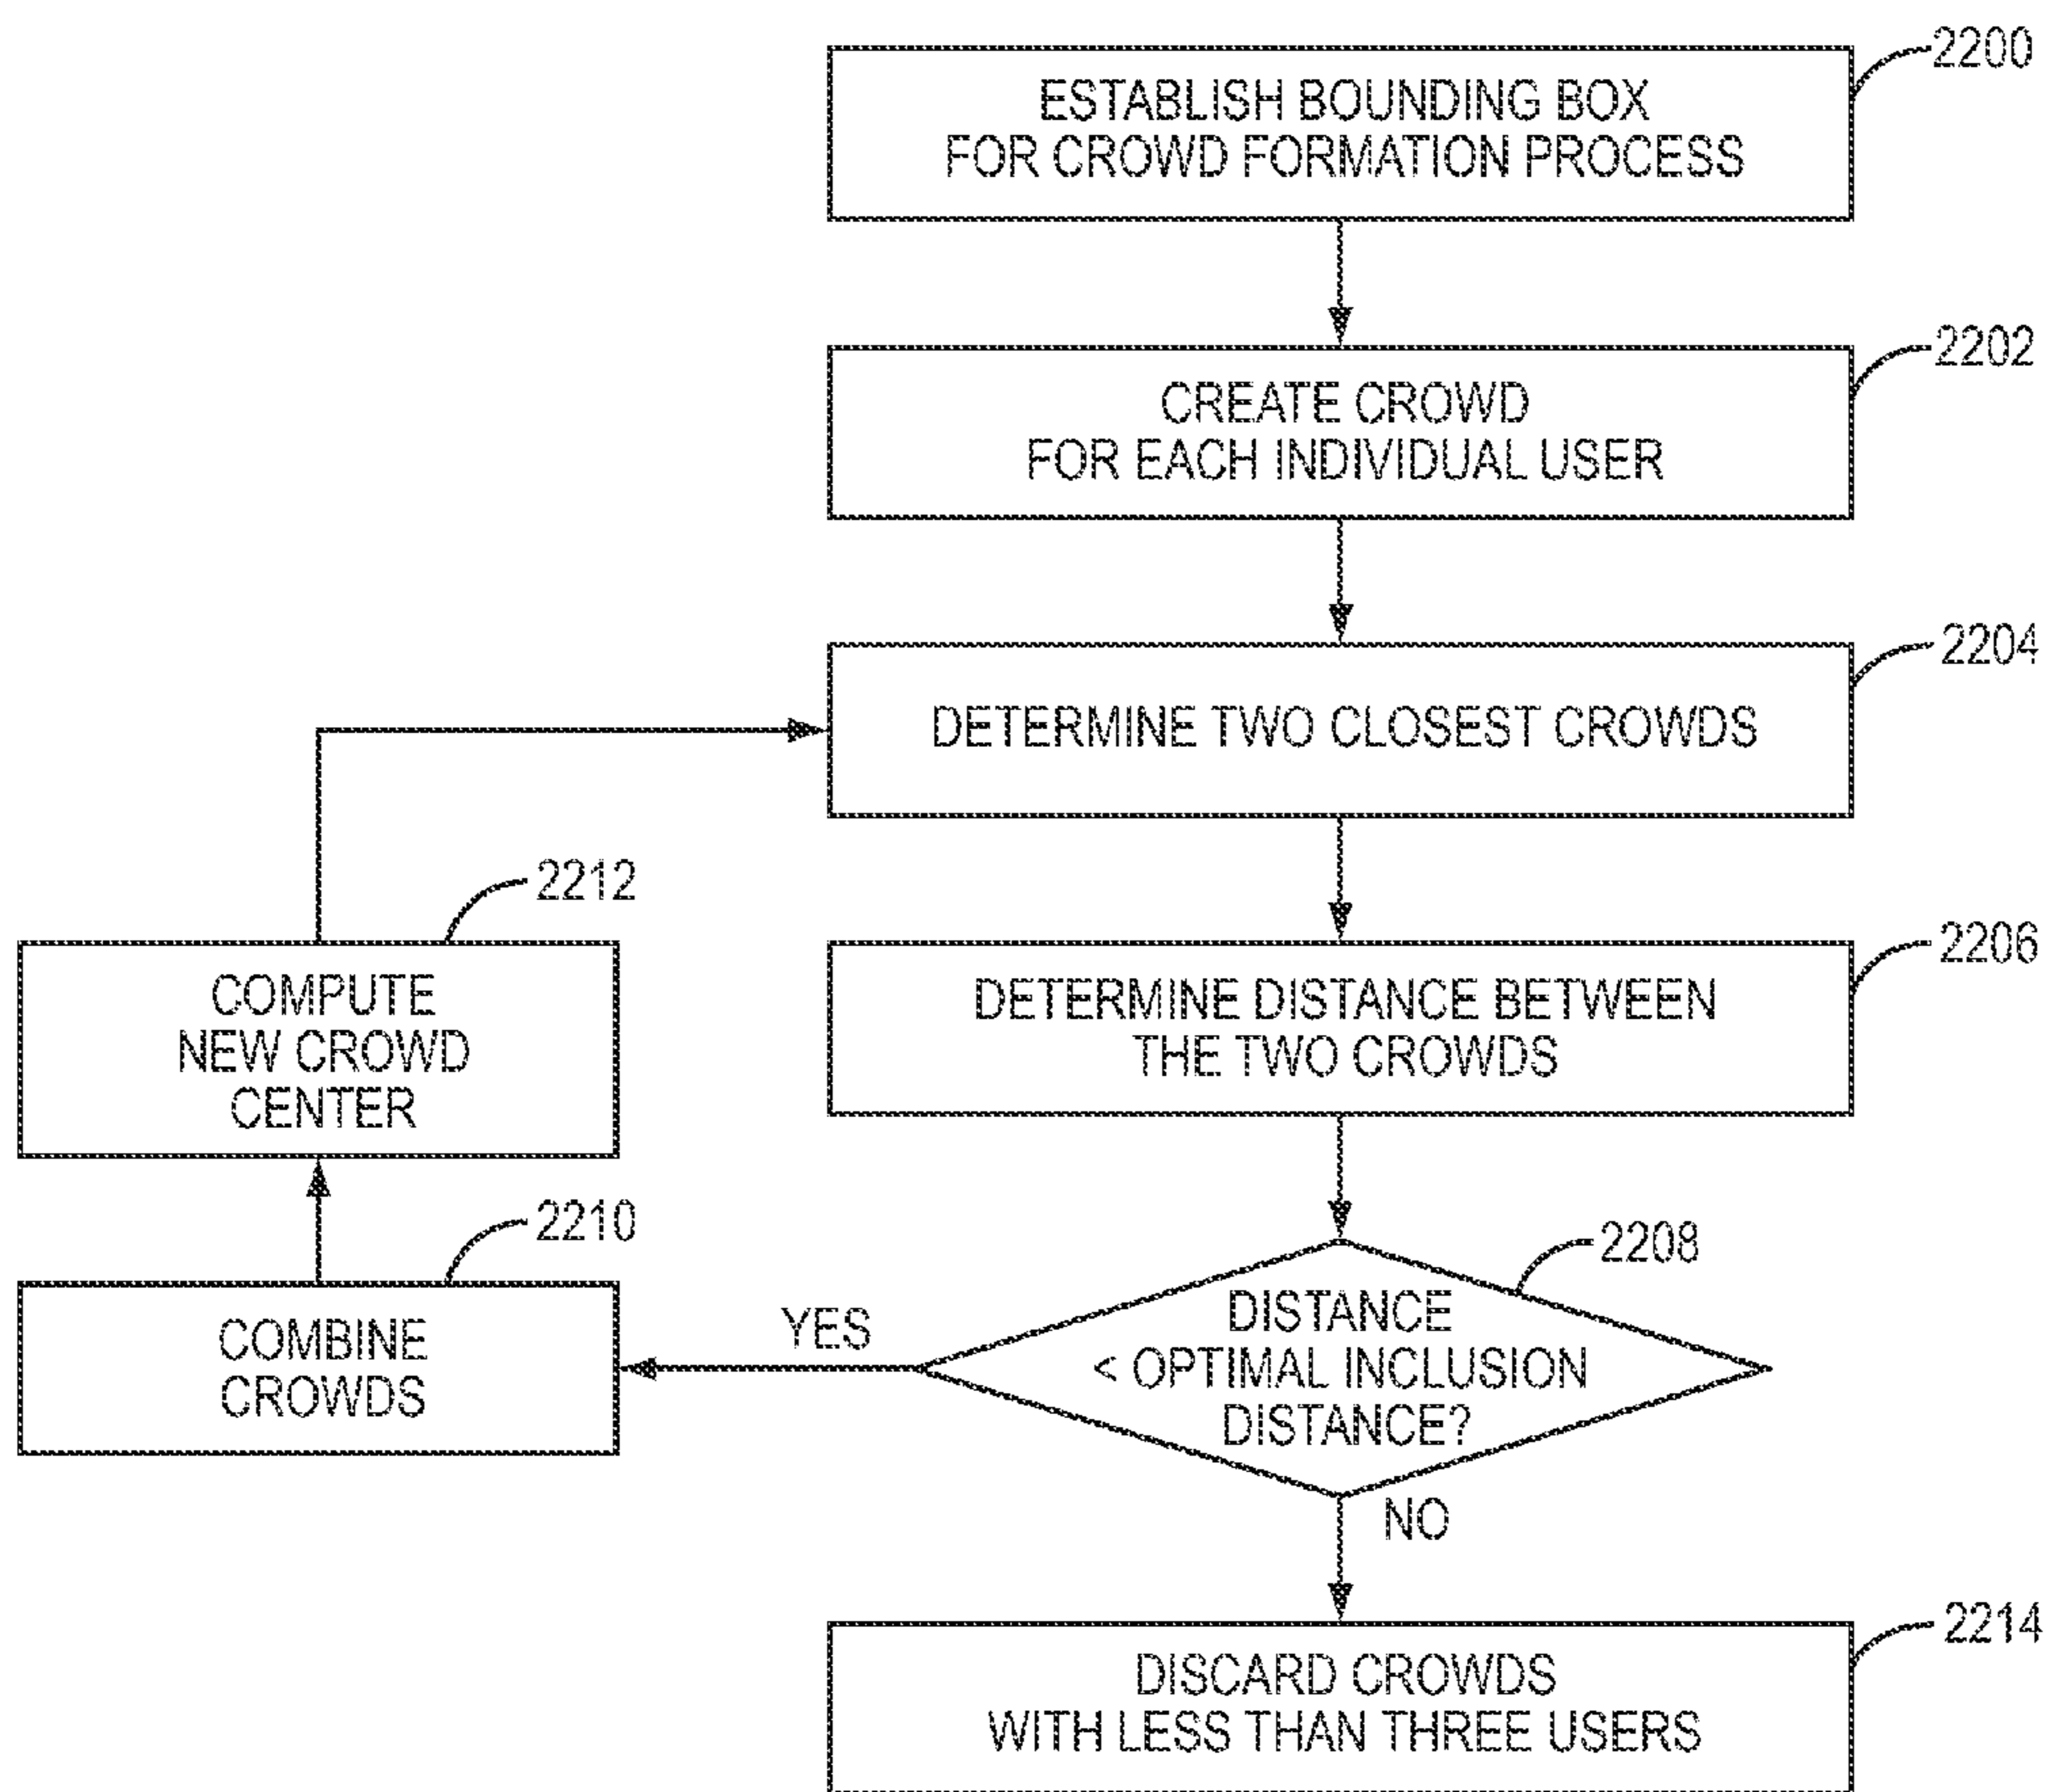 2200
ESTABLISH BOUNDING BOX
FOR CROWD FORMATION PROCESS
2202
CREATE CROWD
FOR EACH INDIVIDUAL USER
2204
DETERMINE TWO CLOSEST CROWDS
2212
COMPUTE
NEW CROWD
CENTER
2206
DETERMINE DISTANCE BETWEEN
THE TWO CROWDS
2210
COMBINE
CROWDS
YES
2208
DISTANCE
< OPTIMAL INCLUSION
DISTANCE?
NO
2214
DISCARD CROWDS
WITH LESS THAN THREE USERS